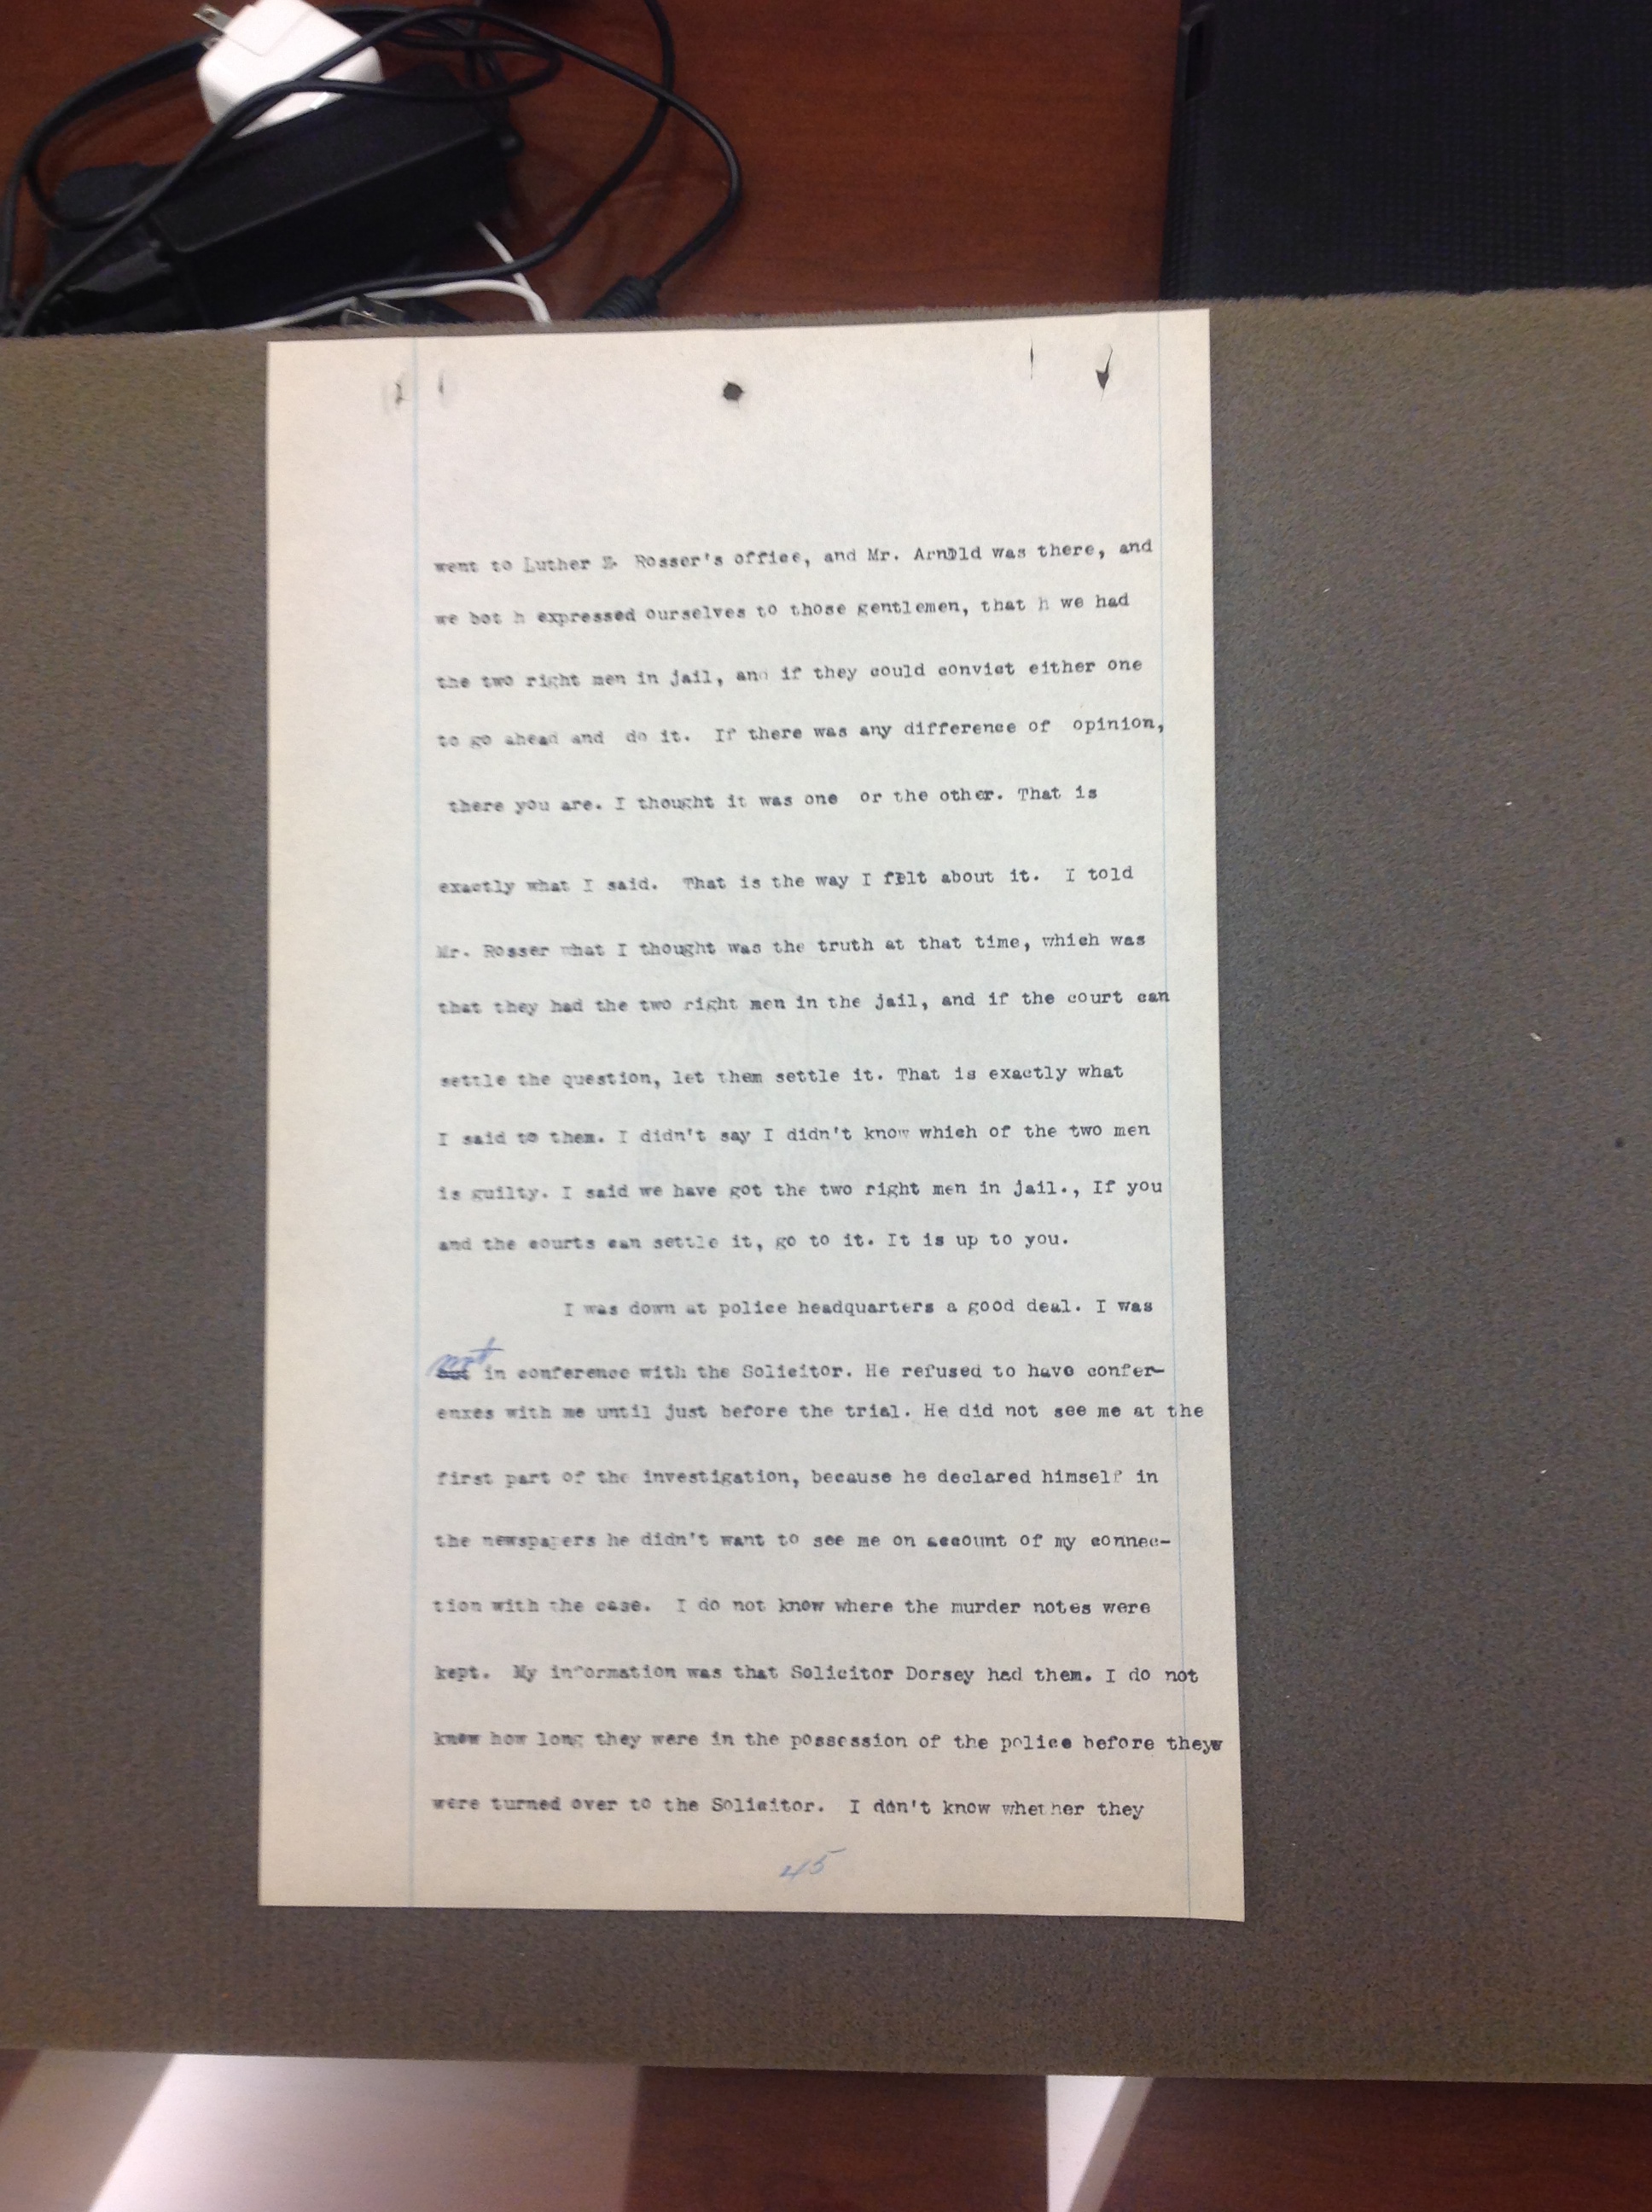 went to Luther Z. Rosser's office, and Mr. Arnold was there, and
we bot h expressed ourselves to those gentlemen, that h we had
the two right men in jail, and if they could convict either one
to go ahead and do it. If there was any difference of opinion,
there you are. I thought it was one or the other. That is
exactly what I said. That is the way I felt about it. I told
Mr. Rosser what I thought was the truth at that time, which was
that they had the two right men in the jail, and if the court can
settle the question, let them settle it. That is exactly what
I said to them. I didn't say I didn't know which of the two men
is guilty. I said we have got the two right men in jail., If you
and the courts can settle it, go to it. It is up to you.
I was down at police headquarters a good deal. I was
not in conference with the Solicitor. He refused to have confer-
enxes with me until just before the trial. He did not see me at the
first part of the investigation, because he declared himself in
the newspapers he didn't want to see me on account of my connec-
tion with the case. I do not know where the murder notes were
kept. My information was that Solicitor Dorsey had them. I do not
know how long they were in the possession of the police before they
were turned over to the Solicitor. I don't know whether they
45